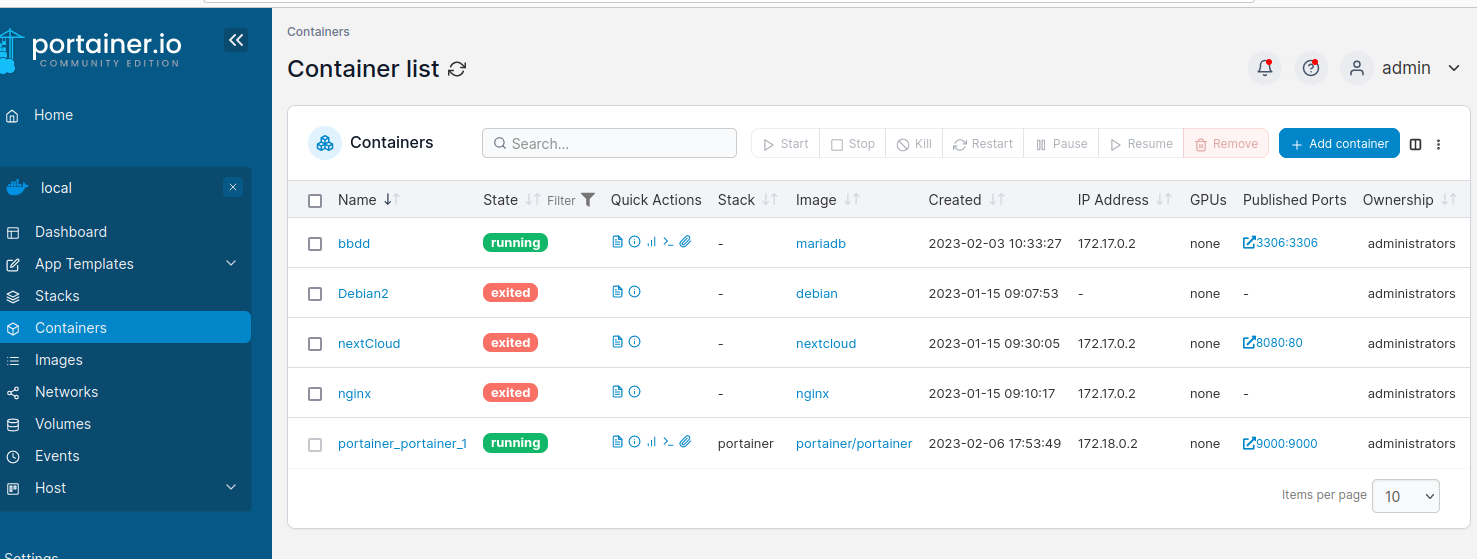 portainer.io
COMMUNITY EDITION
Home
local
Dashboard
App Templates
Stacks
Containers
Images
Networks
Volumes
Events
Host
Settings
Containers
Container list
admin
Containers Search... Start Stop Kill Restart Pause Resume Remove + Add container
Name State Filter Quick Actions Stack Image Created IP Address GPUs Published Ports Ownership
bbdd running - mariadb 2023-02-03 10:33:27 172.17.0.2 none 3306:3306 administrators
Debian2 exited - debian 2023-01-15 09:07:53 - none - administrators
nextCloud exited - nextcloud 2023-01-15 09:30:05 172.17.0.2 none 8080:80 administrators
nginx exited - nginx 2023-01-15 09:10:17 172.17.0.2 none - administrators
portainer_portainer_1 running portainer portainer/portainer 2023-02-06 17:53:49 172.18.0.2 none 9000:9000 administrators
Items per page 10